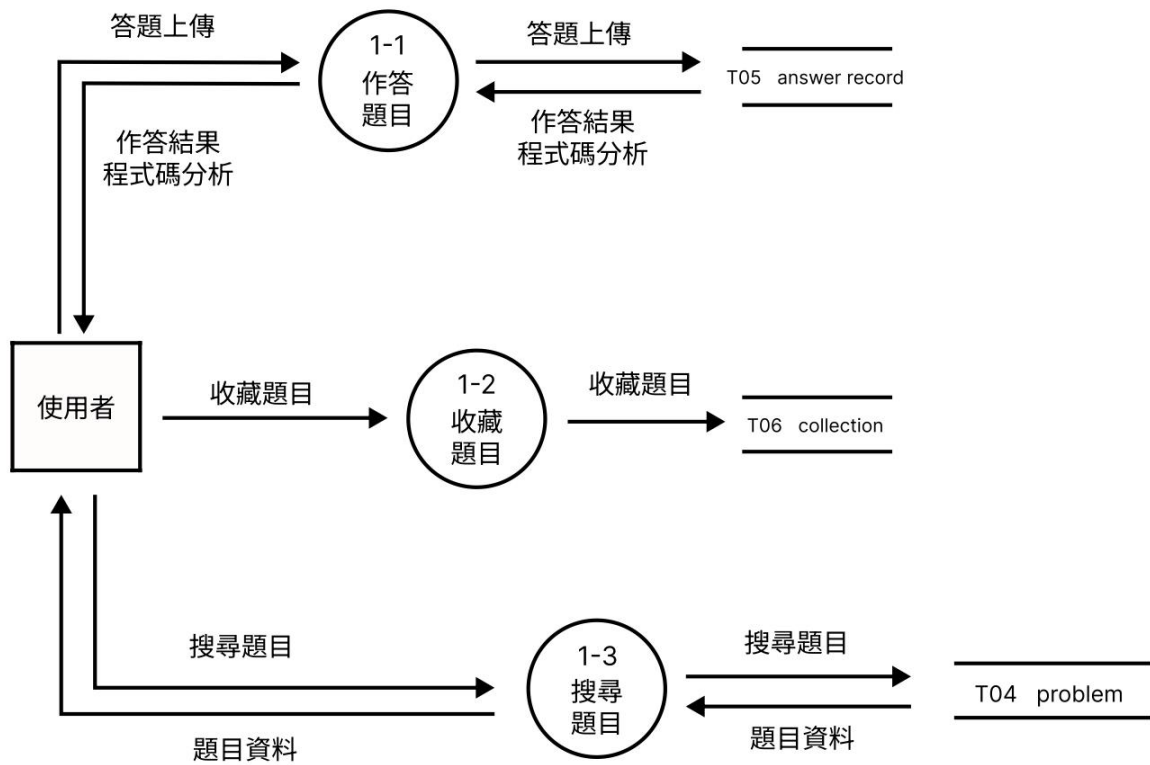 答題上傳
1-1
作答
題目
答題上傳
T05 answer record
作答結果
程式碼分析
作答結果
程式碼分析
使用者
收藏題目
1-2
收藏
題目
收藏題目
T06 collection
搜尋題目
1-3
搜尋
題目
搜尋題目
T04 problem
題目資料
題目資料